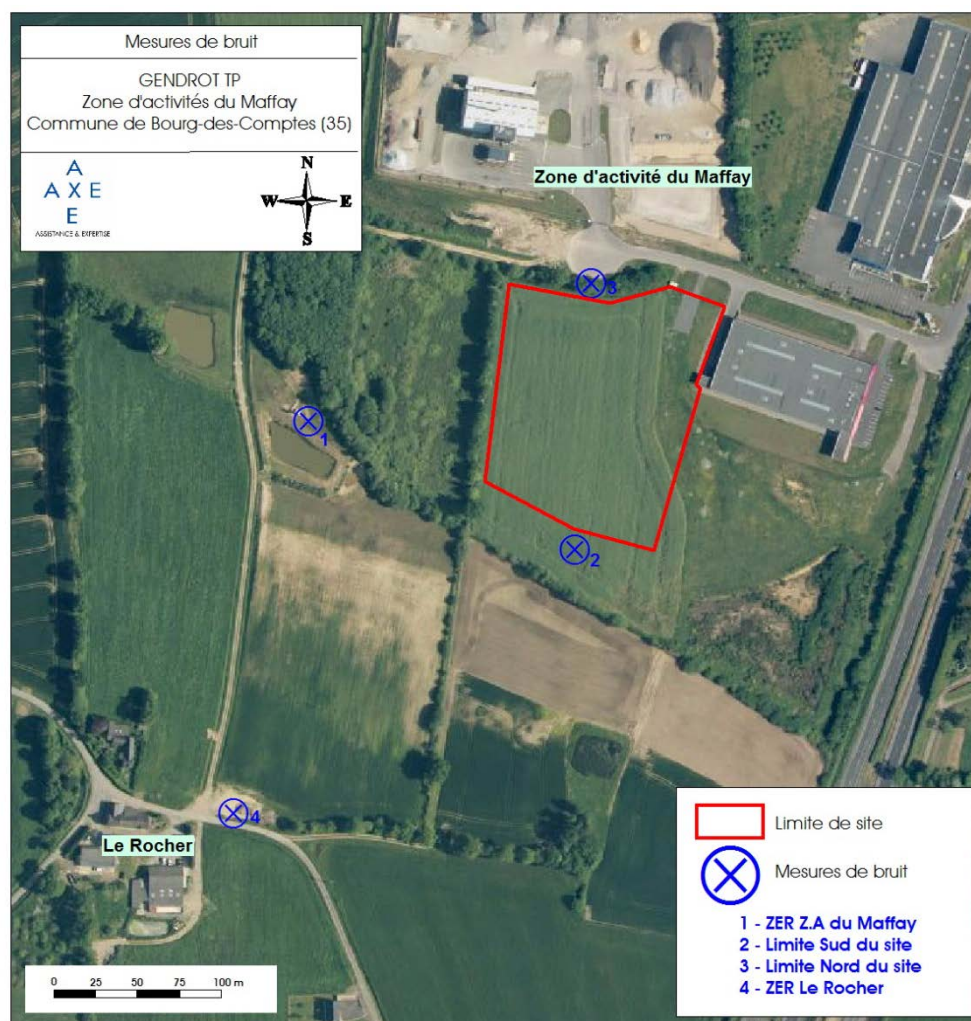 Mesures de bruit
GENDROT TP
Zone d'activités du Maffay
Commune de Bourg-des-Comptes (35)
A
A X E
E
ASSISTANCE & EXPERTISE
N
W E
S
Zone d'activité du Maffay
3
1
2
4
Le Rocher
0 25 50 75 100 m
Limite de site
Mesures de bruit
1 - ZER Z.A du Maffay
2 - Limite Sud du site
3 - Limite Nord du site
4 - ZER Le Rocher